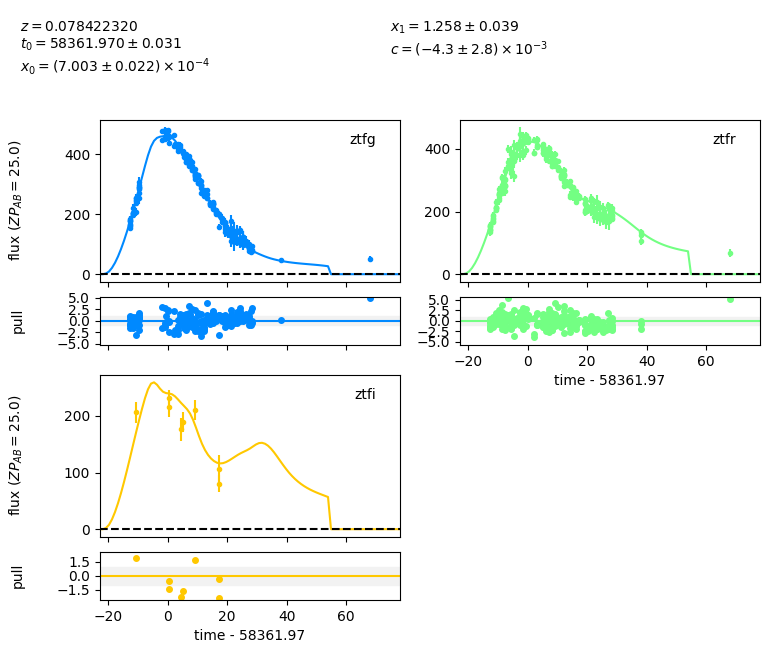 z = 0.078422320
t₀ = 58361.970 ± 0.031
x₀ = (7.003 ± 0.022) × 10⁻⁴
x₁ = 1.258 ± 0.039
c = (−4.3 ± 2.8) × 10⁻³
flux (ZP_AB = 25.0)
400
200
0
ztfg
400
200
0
ztfr
pull
5.0
2.5
0.0
−2.5
−5.0
5.0
2.5
0.0
−2.5
−5.0
−20
0
20
40
60
time - 58361.97
flux (ZP_AB = 25.0)
200
100
0
ztfi
pull
1.5
0.0
−1.5
−20
0
20
40
60
time - 58361.97